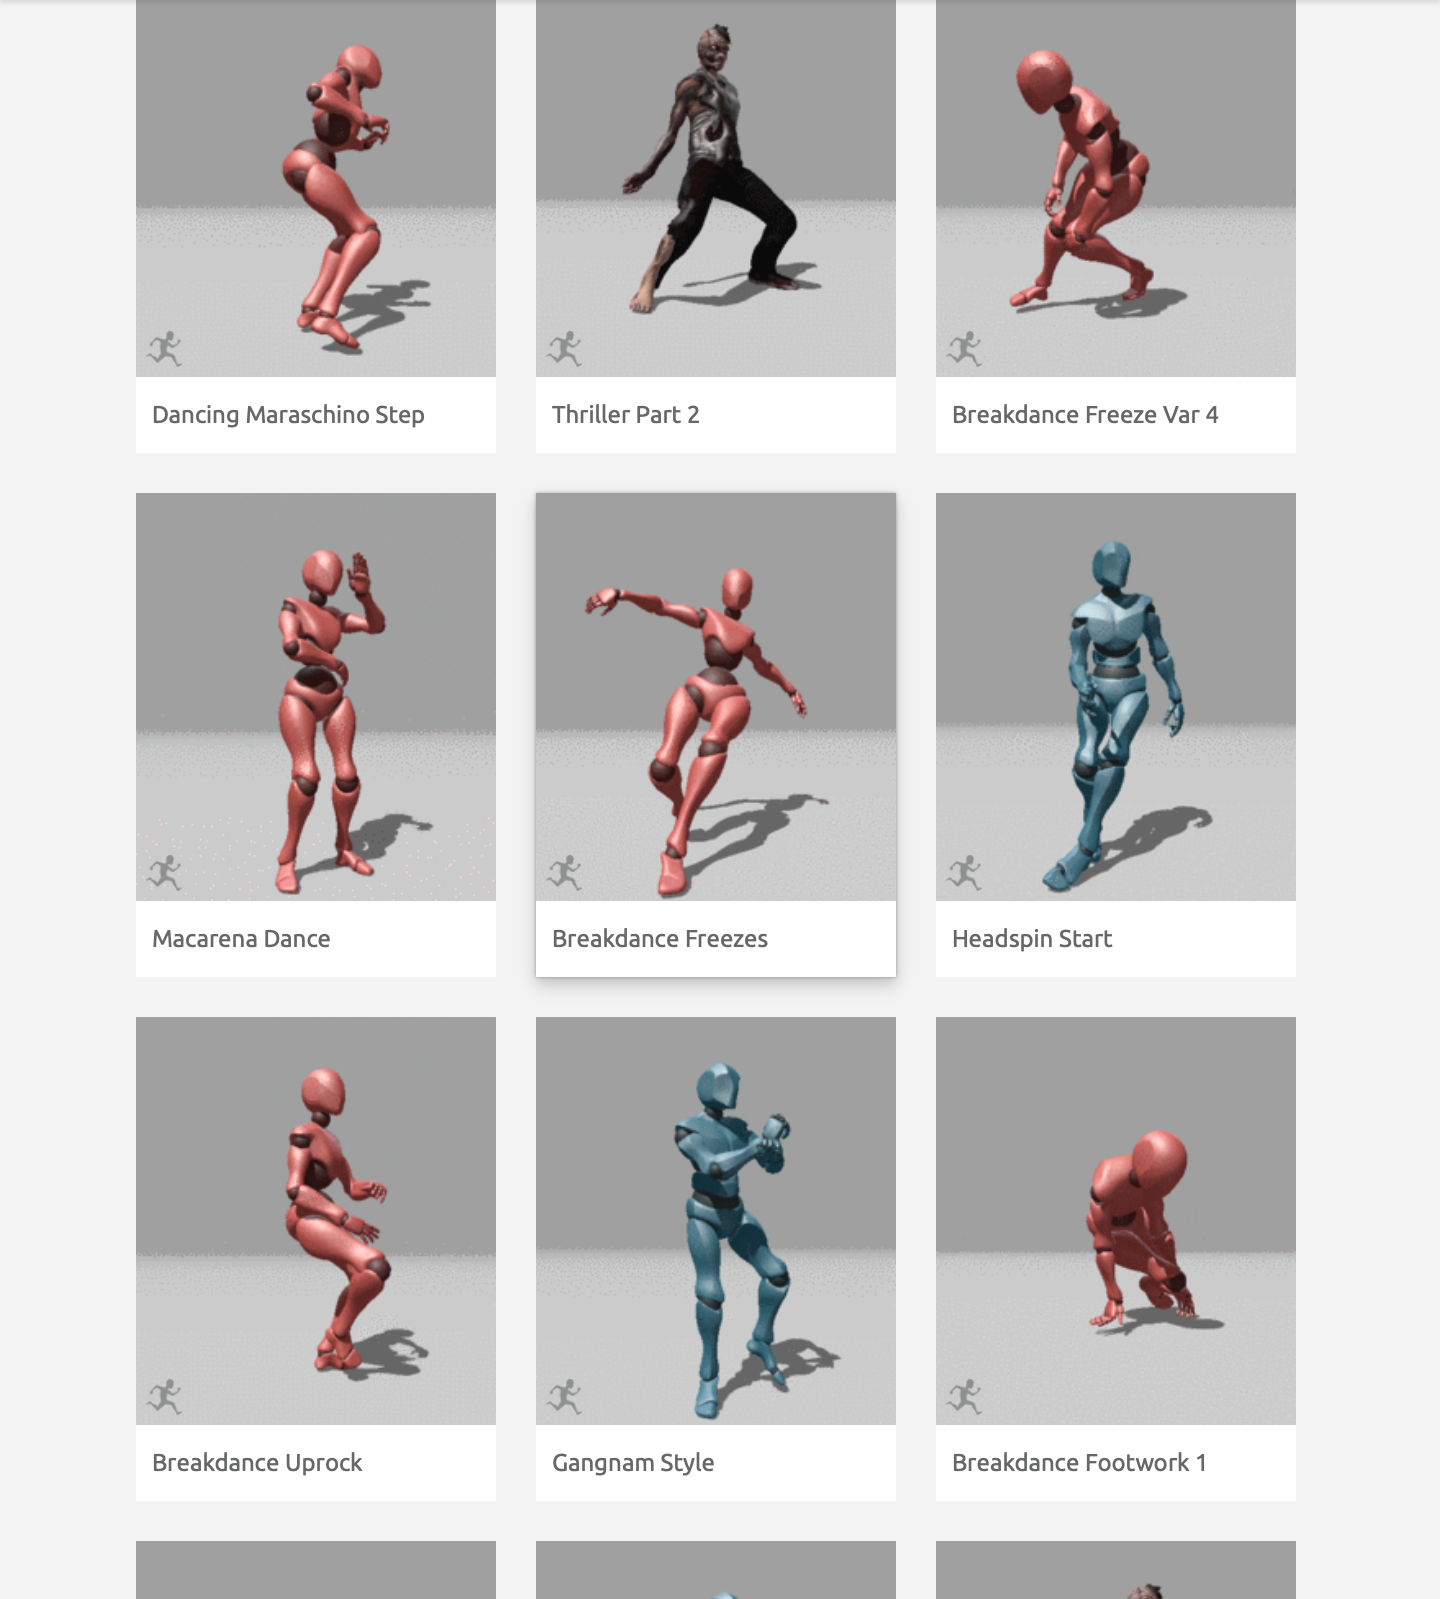 Dancing Maraschino Step
Thriller Part 2
Breakdance Freeze Var 4
Macarena Dance
Breakdance Freezes
Headspin Start
Breakdance Uprock
Gangnam Style
Breakdance Footwork 1